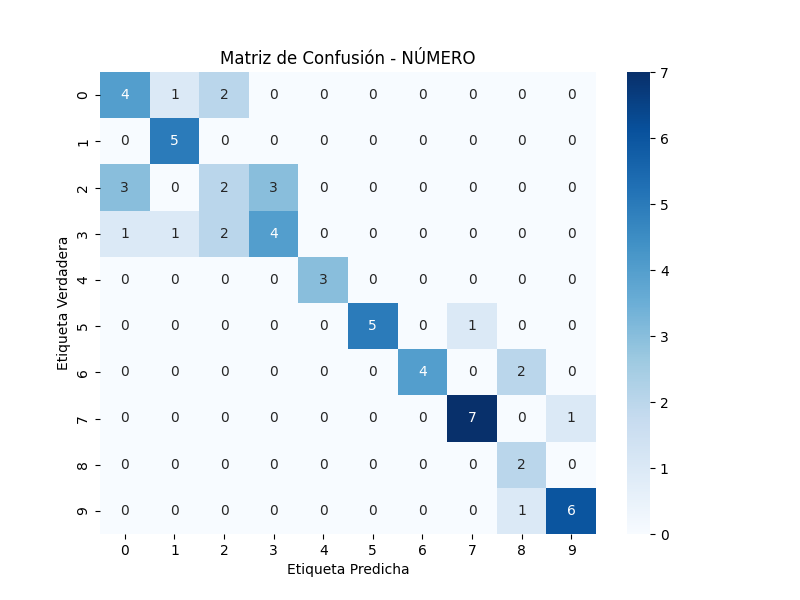 Matriz de Confusión - NÚMERO
0 4 1 2 0 0 0 0 0 0 0
1 0 5 0 0 0 0 0 0 0 0
2 3 0 2 3 0 0 0 0 0 0
3 1 1 2 4 0 0 0 0 0 0
4 0 0 0 0 3 0 0 0 0 0
5 0 0 0 0 0 5 0 1 0 0
6 0 0 0 0 0 0 4 0 2 0
7 0 0 0 0 0 0 0 7 0 1
8 0 0 0 0 0 0 0 0 2 0
9 0 0 0 0 0 0 0 0 1 6
0 1 2 3 4 5 6 7 8 9
Etiqueta Predicha
Etiqueta Verdadera
7
6
5
4
3
2
1
0